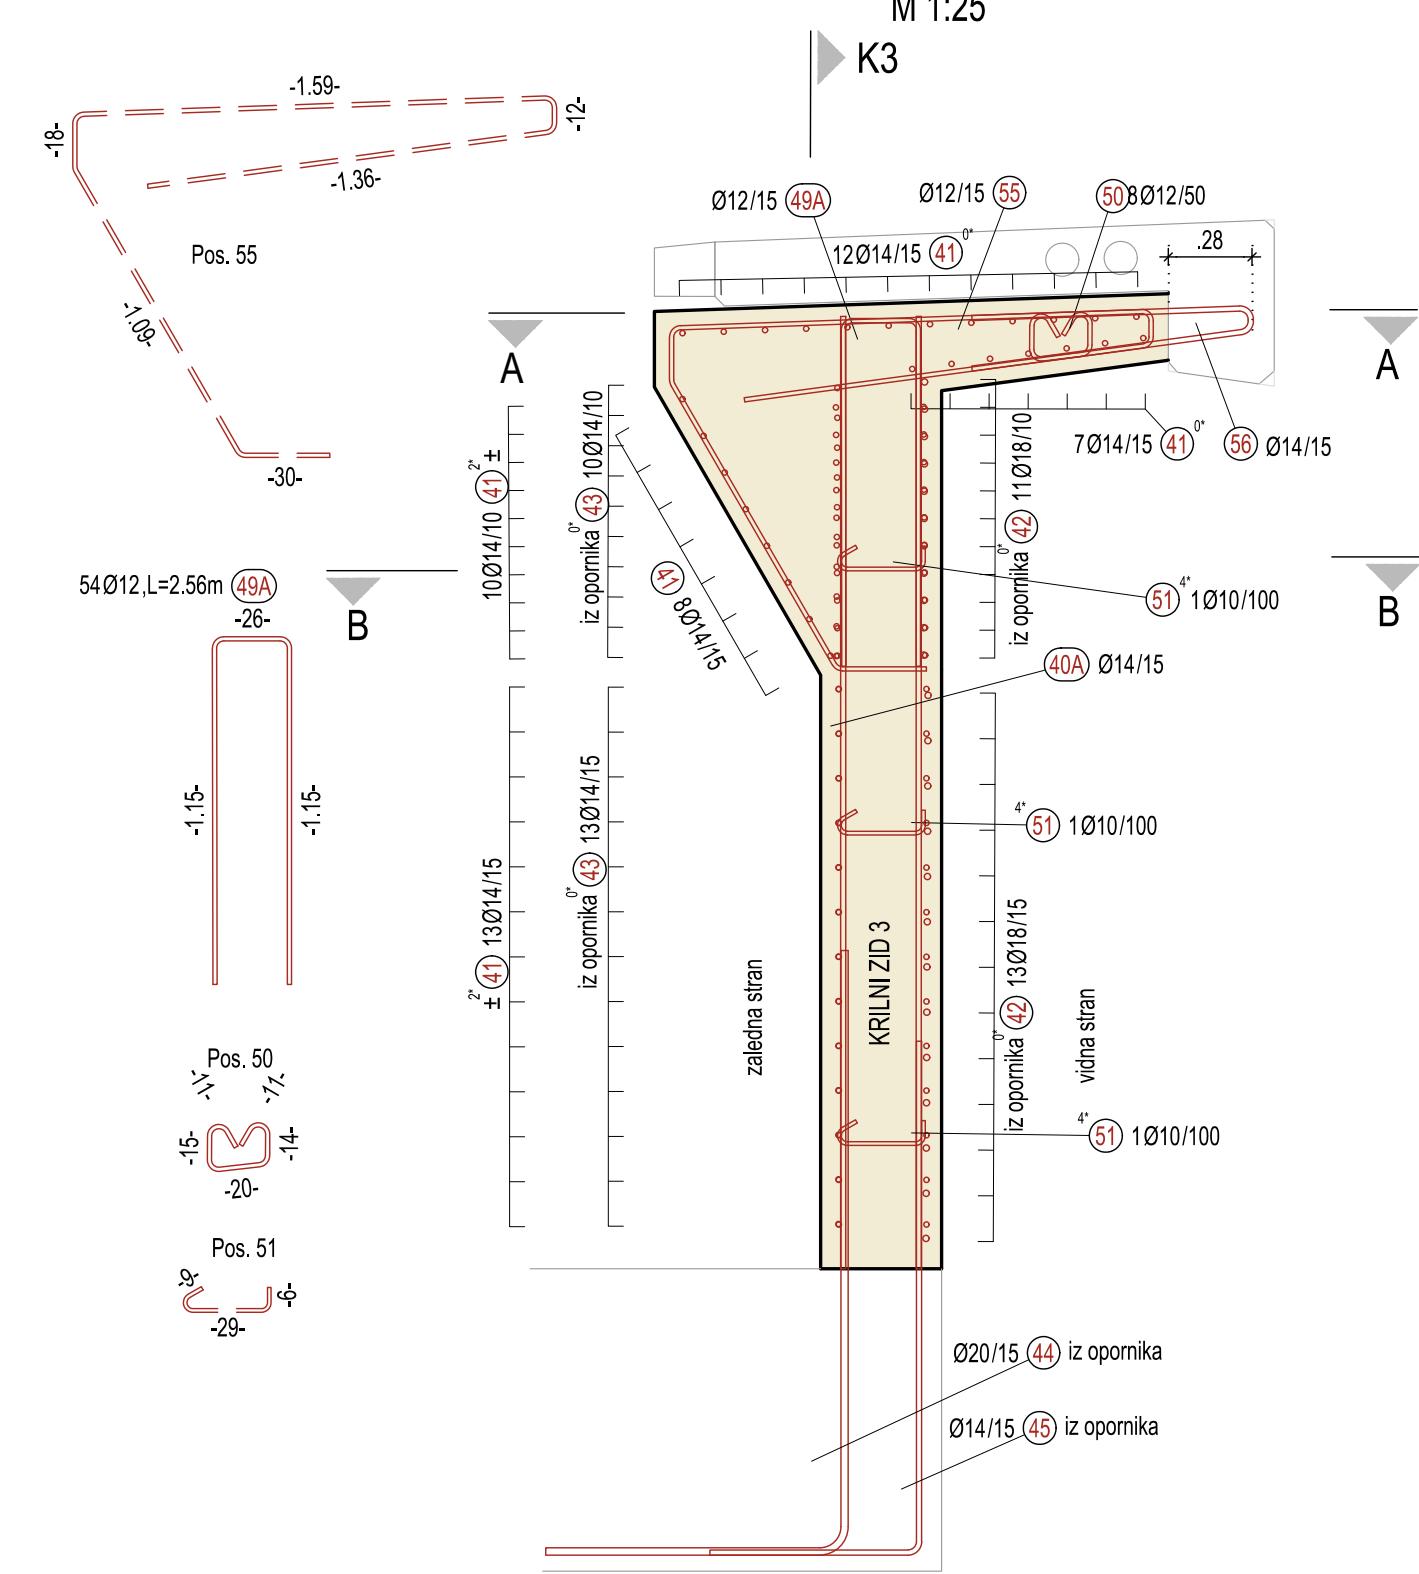 M 1:25
K3
-1.59-
-18-
-12-
-1.36-
Pos. 55
-1.09-
-30-
Ø12/15 49A
Ø12/15 55
50 8Ø12/50
12Ø14/15 41 0*
.28
A
A
7Ø14/15 41 0*
56 Ø14/15
10Ø14/10 41 2* ±
iz opornika 0* 43 10Ø14/10
41 8Ø14/15
iz opornika 0* 42 11Ø18/10
54Ø12,L=2.56m 49A
B
B
-26-
-1.15-
-1.15-
51 4* 1Ø10/100
40A Ø14/15
51 4* 1Ø10/100
2* ± 41 13Ø14/15
iz opornika 0* 43 13Ø14/15
zaledna stran
KRILNI ZID 3
iz opornika 0* 42 13Ø18/15
vidna stran
51 4* 1Ø10/100
Pos. 50
-11-
-11-
-15-
-14-
-20-
Pos. 51
-9-
-6-
-29-
Ø20/15 44 iz opornika
Ø14/15 45 iz opornika